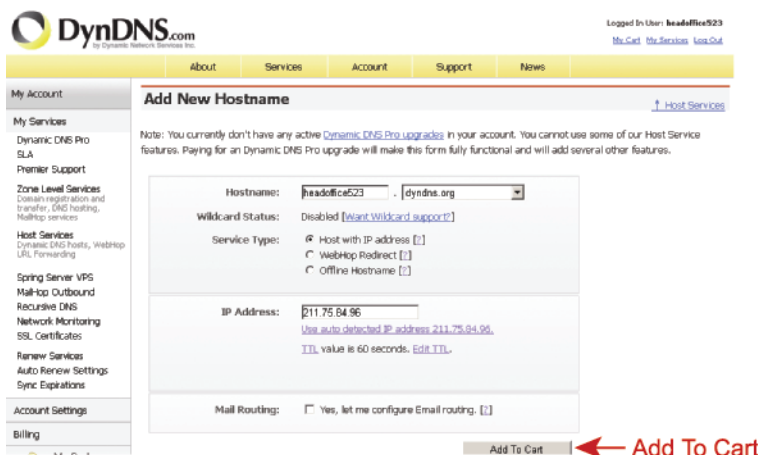 DynDNS.com
by Dynamic Network Services Inc.
Logged In User: headoffice523
My Cart My Services Log Out
About Services Account Support News
My Account
My Services
Dynamic DNS Pro
SLA
Premier Support
Zone Level Services
Domain registration and
transfer, DNS hosting,
MailHop services
Host Services
Dynamic DNS hosts, WebHop
URL Forwarding
Spring Server VPS
MailHop Outbound
Recursive DNS
Network Monitoring
SSL Certificates
Renew Services
Auto Renew Settings
Sync Expirations
Account Settings
Billing
Add New Hostname
↑ Host Services
Note: You currently don't have any active Dynamic DNS Pro upgrades in your account. You cannot use some of our Host Service
features. Paying for an Dynamic DNS Pro upgrade will make this form fully functional and will add several other features.
Hostname: headoffice523 . dyndns.org
Wildcard Status: Disabled [Want Wildcard support?]
Service Type: Host with IP address [?]
WebHop Redirect [?]
Offline Hostname [?]
IP Address: 211.75.84.96
Use auto detected IP address 211.75.84.96.
TTL value is 60 seconds. Edit TTL.
Mail Routing: Yes, let me configure Email routing. [?]
Add To Cart
Add To Cart